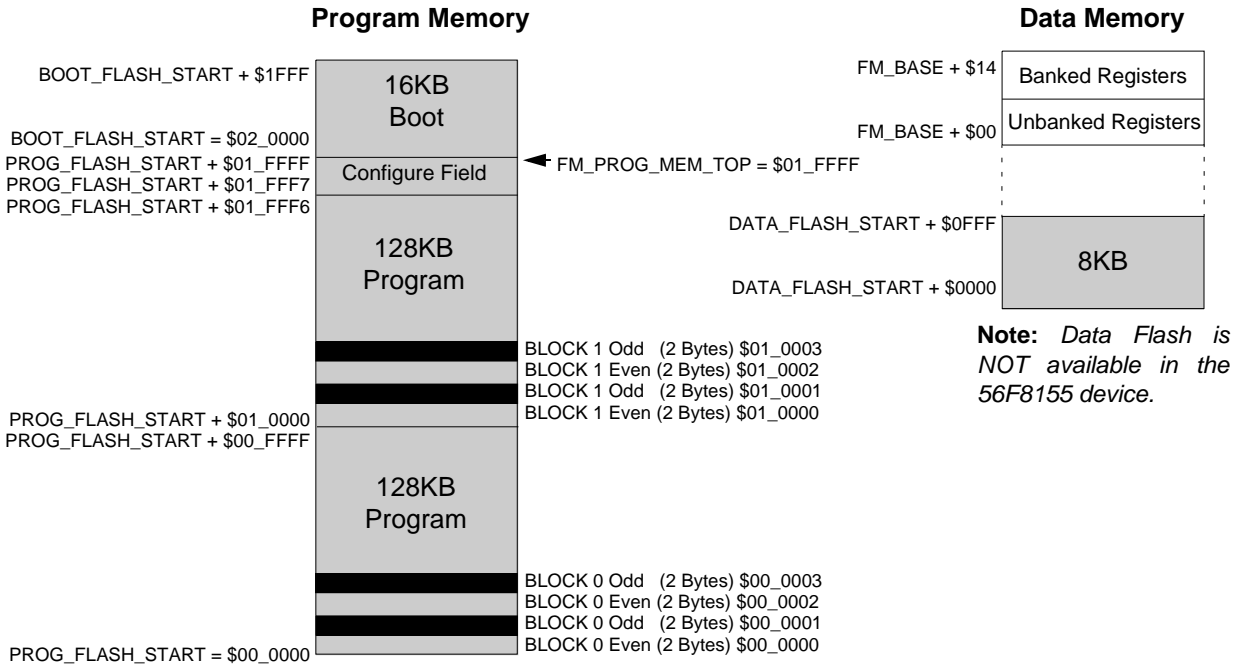 Program Memory
BOOT_FLASH_START + $1FFF
16KB
Boot
BOOT_FLASH_START = $02_0000
PROG_FLASH_START + $01_FFFF
PROG_FLASH_START + $01_FFF7
PROG_FLASH_START + $01_FFF6
Configure Field
FM_PROG_MEM_TOP = $01_FFFF
128KB
Program
BLOCK 1 Odd (2 Bytes) $01_0003
BLOCK 1 Even (2 Bytes) $01_0002
BLOCK 1 Odd (2 Bytes) $01_0001
BLOCK 1 Even (2 Bytes) $01_0000
PROG_FLASH_START + $01_0000
PROG_FLASH_START + $00_FFFF
128KB
Program
BLOCK 0 Odd (2 Bytes) $00_0003
BLOCK 0 Even (2 Bytes) $00_0002
BLOCK 0 Odd (2 Bytes) $00_0001
BLOCK 0 Even (2 Bytes) $00_0000
PROG_FLASH_START = $00_0000
Data Memory
FM_BASE + $14
Banked Registers
FM_BASE + $00
Unbanked Registers
DATA_FLASH_START + $0FFF
8KB
DATA_FLASH_START + $0000
Note: Data Flash is
NOT available in the
56F8155 device.